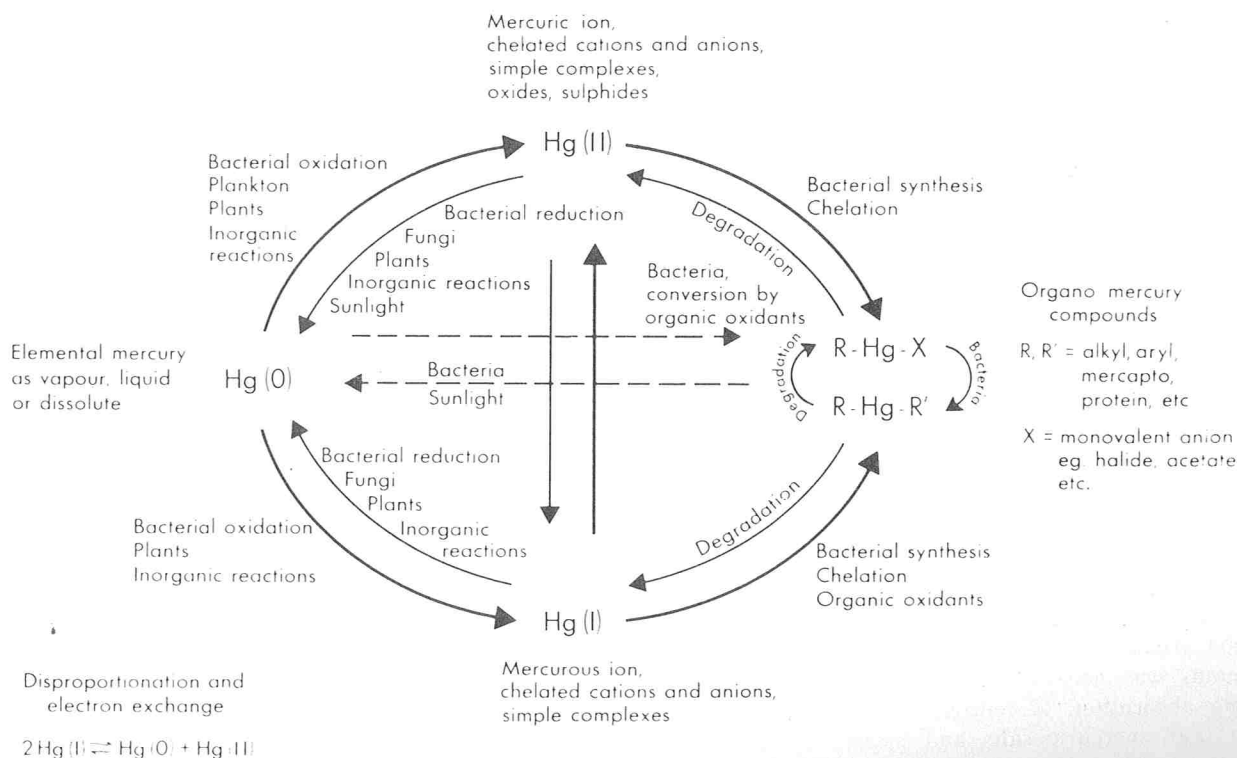 Mercuric ion,
chelated cations and anions,
simple complexes,
oxides, sulphides
Hg (II)
Bacterial oxidation
Plankton
Plants
Inorganic
reactions
Bacterial reduction
Fungi
Plants
Inorganic reactions
Sunlight
Degradation
Bacterial synthesis
Chelation
Bacteria,
conversion by
organic oxidants
Elemental mercury
as vapour, liquid
or dissolute
Hg (O)
Bacteria
Sunlight
Degradation
R-Hg-X
R-Hg-R'
Bacteria
Organo mercury
compounds
R, R' = alkyl, aryl,
mercapto,
protein, etc
X = monovalent anion
eg. halide, acetate
etc.
Bacterial reduction
Fungi
Plants
Inorganic
reactions
Bacterial oxidation
Plants
Inorganic reactions
Degradation
Bacterial synthesis
Chelation
Organic oxidants
Hg (I)
Mercurous ion,
chelated cations and anions,
simple complexes
Disproportionation and
electron exchange
2 Hg (I) ⇌ Hg (O) + Hg (II)